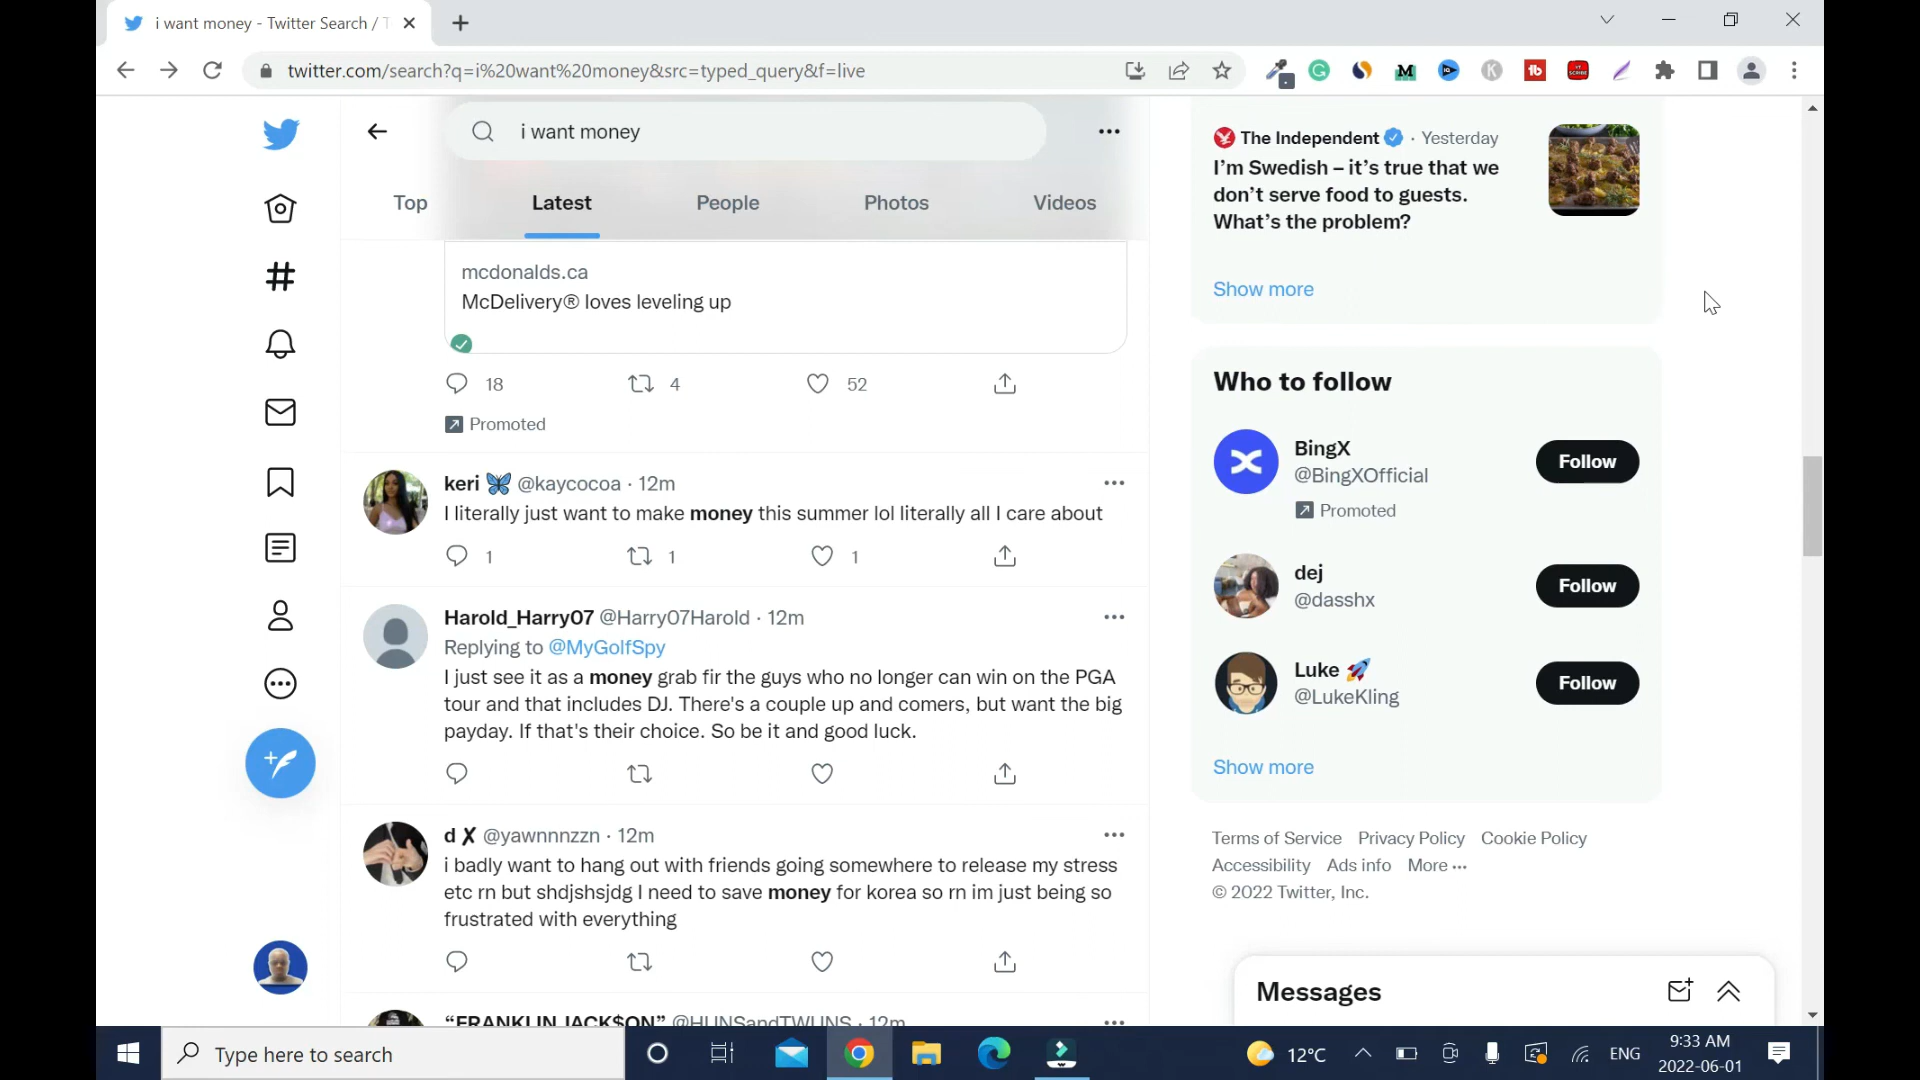 i want money - Twitter Search / T
twitter.com/search?q=i%20want%20money&src=typed_query&f=live
i want money
Top
Latest
People
Photos
Videos
mcdonalds.ca
McDelivery® loves leveling up
18
4
52
Promoted
keri @kaycocoa · 12m
I literally just want to make money this summer lol literally all I care about
1
1
1
Harold_Harry07 @Harry07Harold · 12m
Replying to @MyGolfSpy
I just see it as a money grab fir the guys who no longer can win on the PGA
tour and that includes DJ. There's a couple up and comers, but want the big
payday. If that's their choice. So be it and good luck.
d ✗ @yawnnnzzn · 12m
i badly want to hang out with friends going somewhere to release my stress
etc rn but shdjshsjdg I need to save money for korea so rn im just being so
frustrated with everything
“FRANKLIN JACK$ON” @HUNSandTWUNS · 12m
The Independent · Yesterday
I’m Swedish – it’s true that we
don’t serve food to guests.
What’s the problem?
Show more
Who to follow
BingX
@BingXOfficial
Promoted
Follow
dej
@dasshx
Follow
Luke
@LukeKling
Follow
Show more
Terms of Service Privacy Policy Cookie Policy
Accessibility Ads info More ···
© 2022 Twitter, Inc.
Messages
Type here to search
12°C
ENG
9:33 AM
2022-06-01